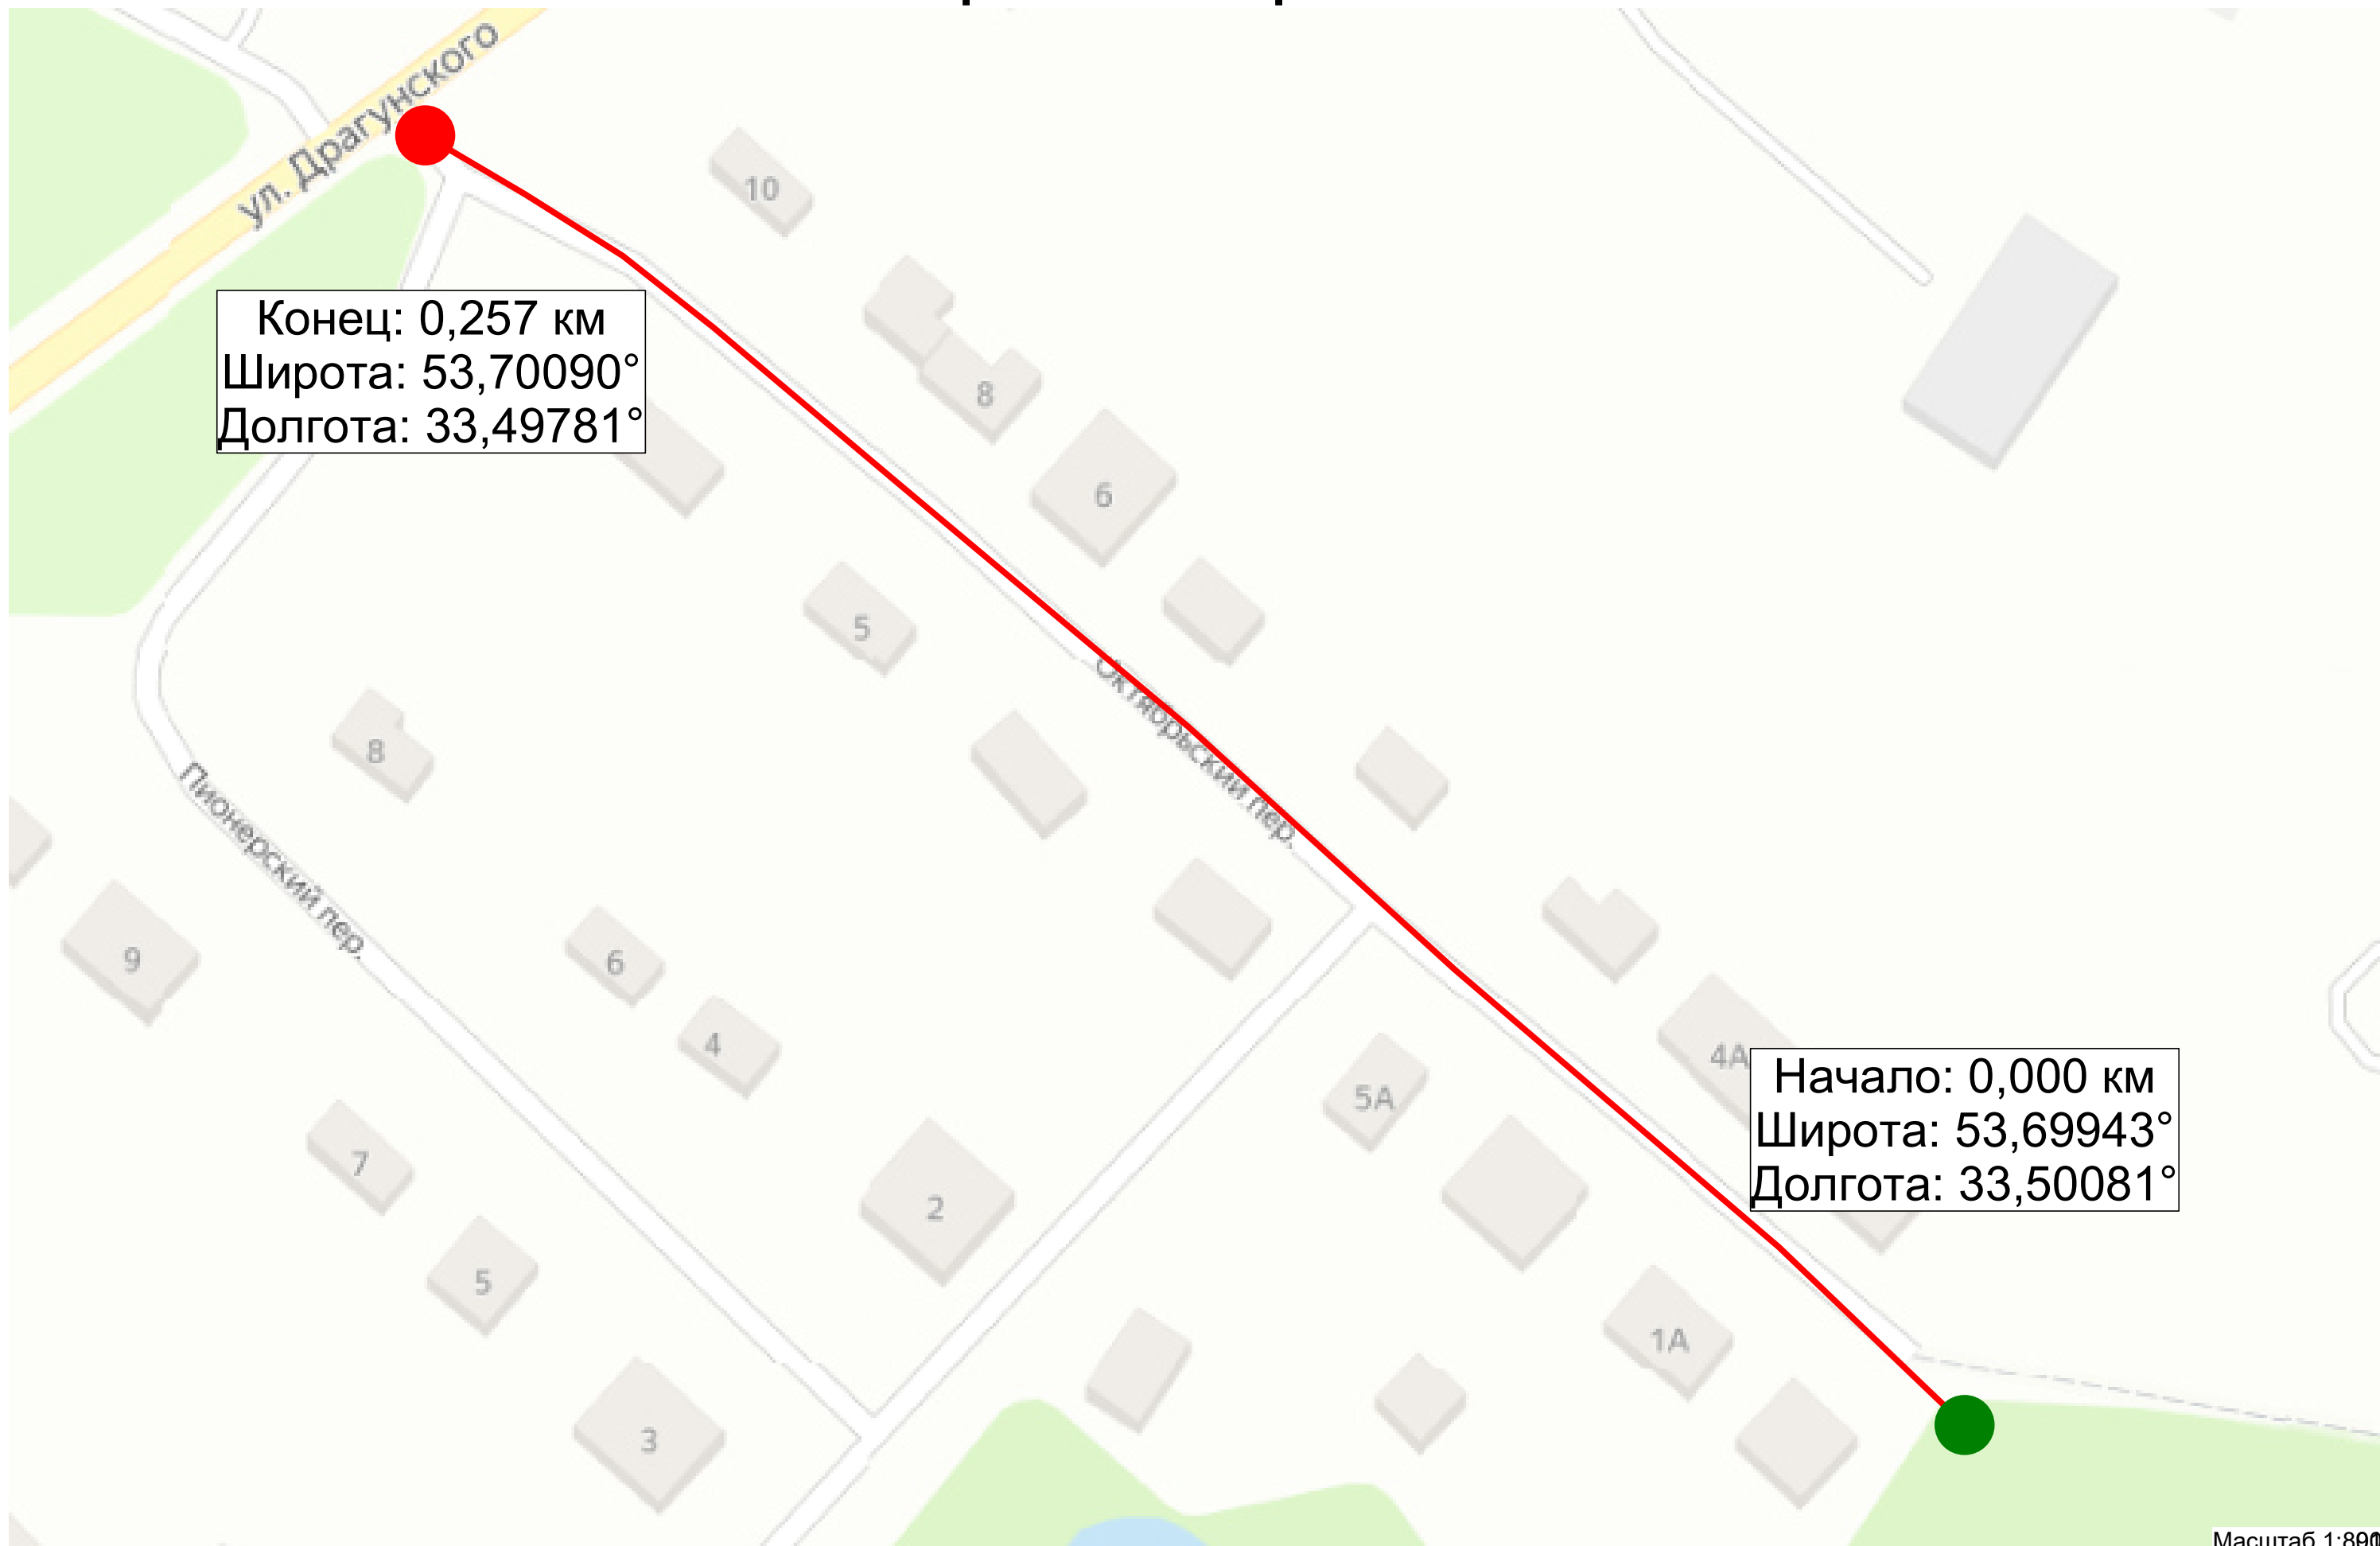 ул. Драгунского
10
Конец: 0,257 км
Широта: 53,70090°
Долгота: 33,49781°
8
6
5
Октябрьский пер.
8
Пионерский пер.
9
6
4
4А
Начало: 0,000 км
Широта: 53,69943°
Долгота: 33,50081°
5А
7
2
5
1А
3
Масштаб